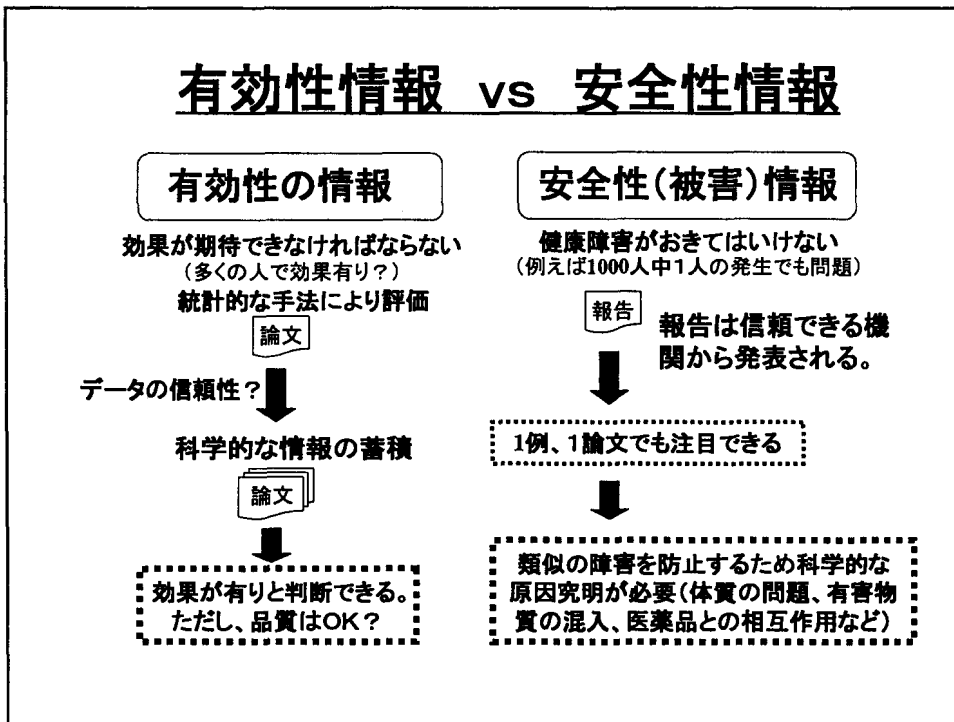 有効性情報 vs 安全性情報
有効性の情報
効果が期待できなければならない
(多くの人で効果有り?)
統計的な手法により評価
論文
データの信頼性?
科学的な情報の蓄積
論文
効果が有りと判断できる。
ただし、品質はOK?
安全性(被害)情報
健康障害がおきてはいけない
(例えば1000人中1人の発生でも問題)
報告
報告は信頼できる機
関から発表される。
1例、1論文でも注目できる
類似の障害を防止するため科学的な
原因究明が必要(体質の問題、有害物
質の混入、医薬品との相互作用など)